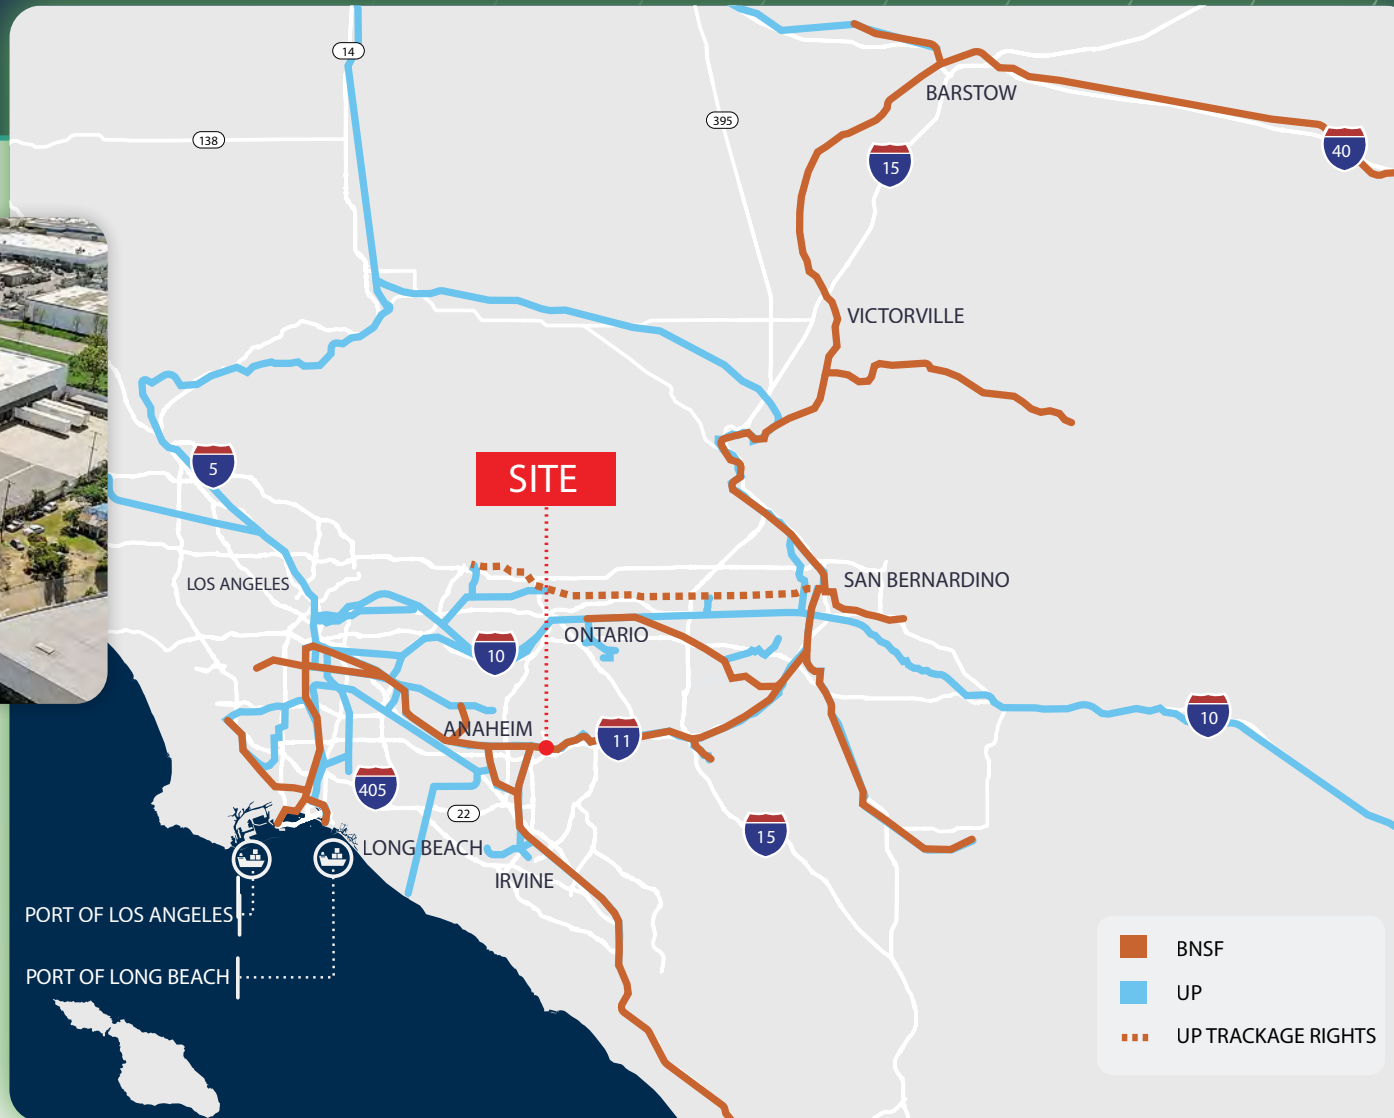 14
138
395
BARSTOW
15
40
VICTORVILLE
5
SITE
LOS ANGELES
SAN BERNARDINO
ONTARIO
10
ANAHEIM
11
10
405
22
15
LONG BEACH
IRVINE
PORT OF LOS ANGELES
PORT OF LONG BEACH
BNSF
UP
UP TRACKAGE RIGHTS